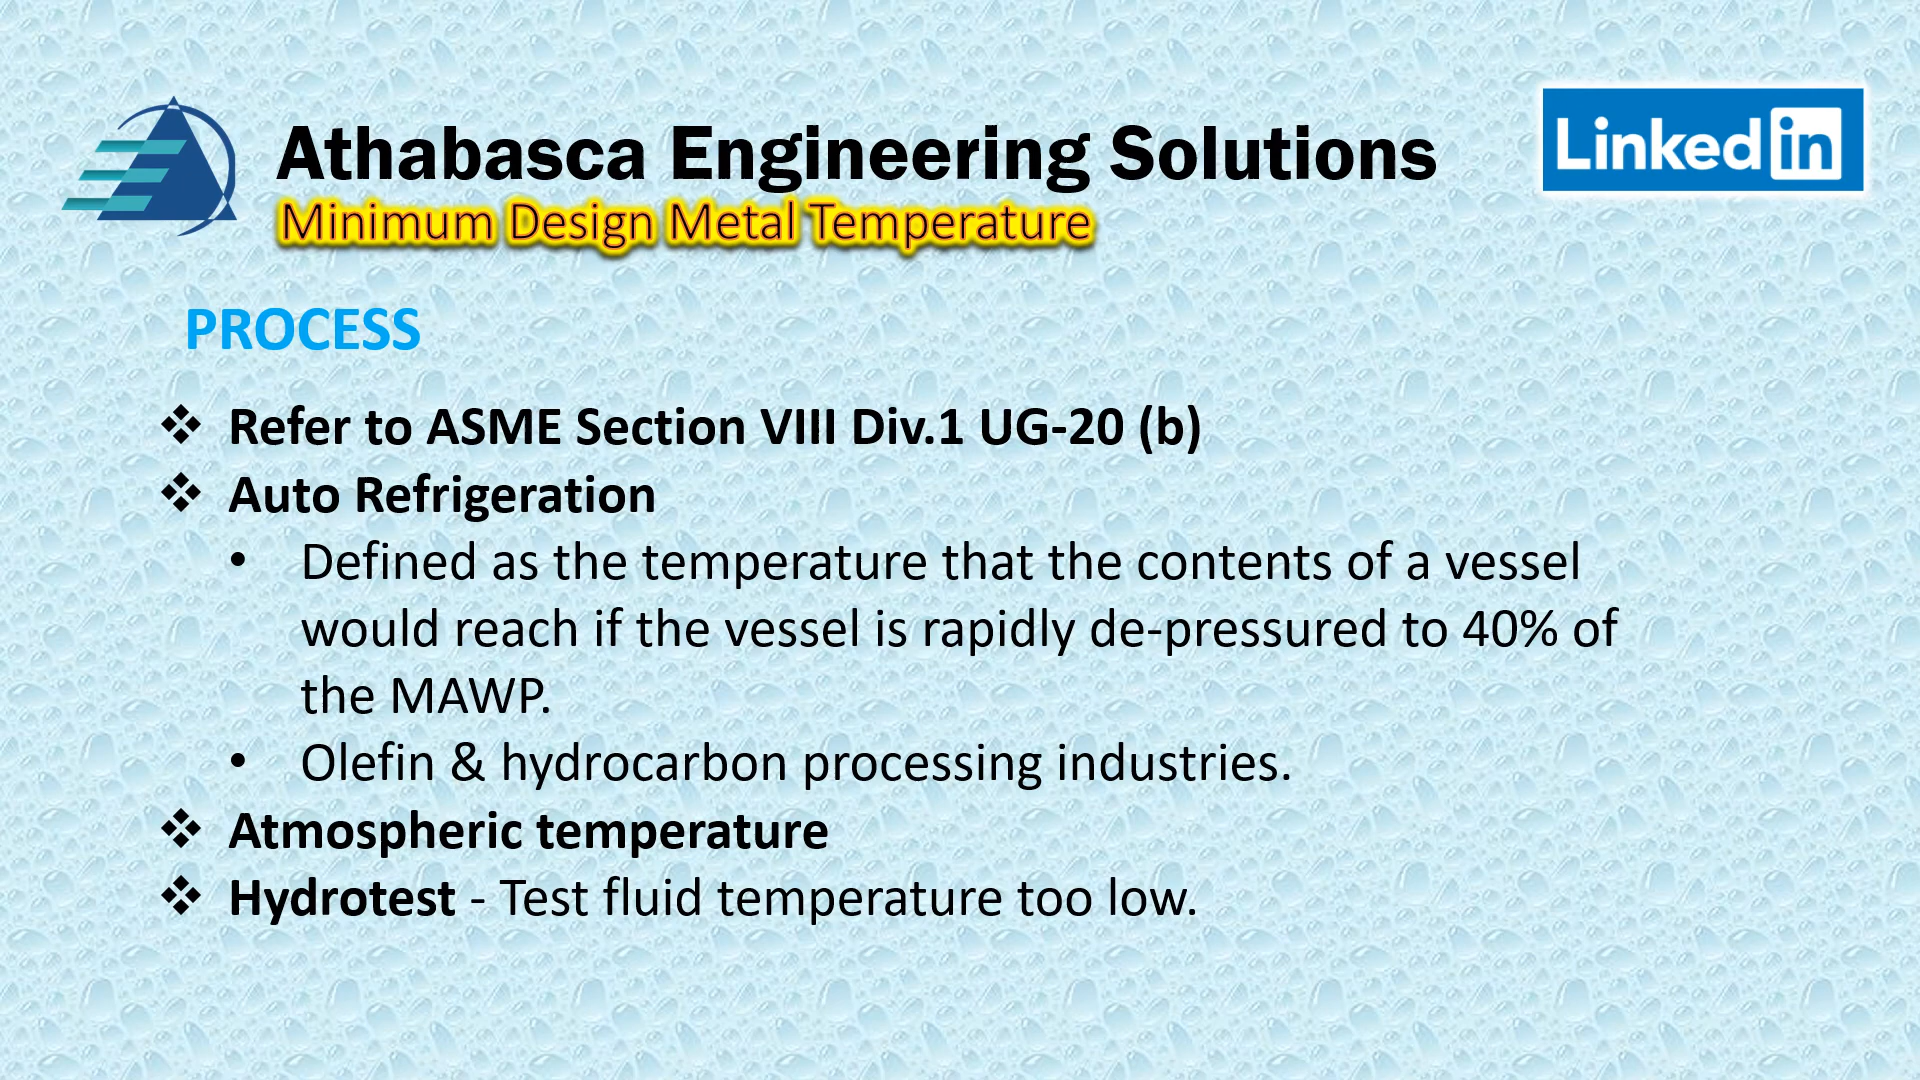 Athabasca Engineering Solutions
Linked in
Minimum Design Metal Temperature
PROCESS
❖ Refer to ASME Section VIII Div.1 UG-20 (b)
❖ Auto Refrigeration
• Defined as the temperature that the contents of a vessel
would reach if the vessel is rapidly de-pressured to 40% of
the MAWP.
• Olefin & hydrocarbon processing industries.
❖ Atmospheric temperature
❖ Hydrotest - Test fluid temperature too low.